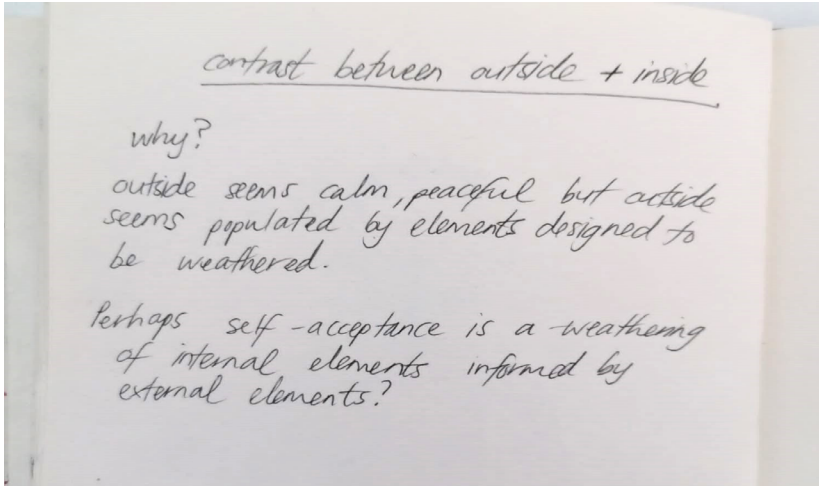 contrast between outside + inside
why?
outside seems calm, peaceful but outside
seems populated by elements designed to
be weathered.
Perhaps self-acceptance is a weathering
of internal elements informed by
external elements?